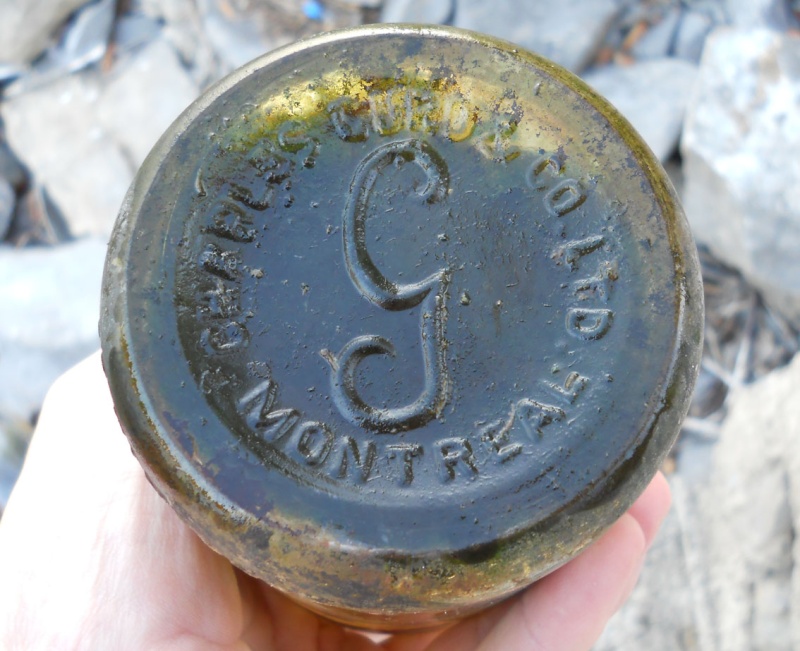 CHARLES GURD & CO. LTD
G
MONTREAL